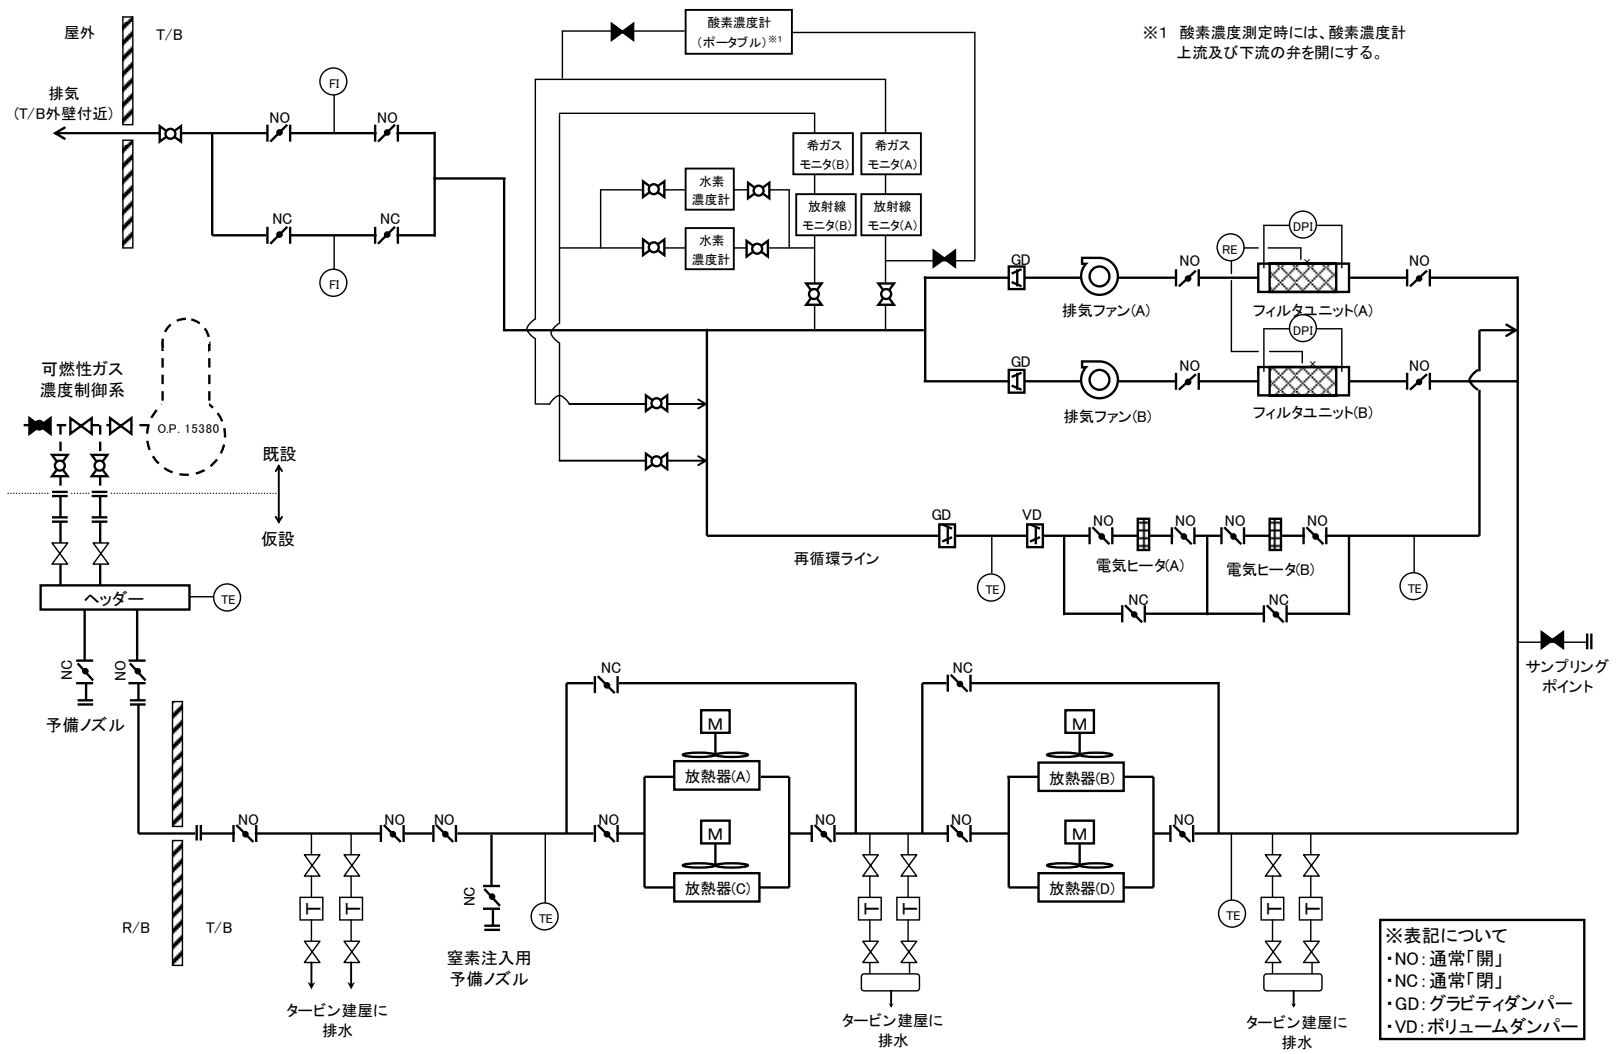 屋外
T/B
排気
(T/B外壁付近)
FI
NO
NO
NC
NC
FI
酸素濃度計
(ポータブル)※1
※1 酸素濃度測定時には、酸素濃度計
上流及び下流の弁を開にする。
希ガス
モニタ(B)
希ガス
モニタ(A)
水素
濃度計
放射線
モニタ(B)
放射線
モニタ(A)
水素
濃度計
GD
排気ファン(A)
NO
RE
DPI
フィルタユニット(A)
NO
GD
排気ファン(B)
NO
DPI
フィルタユニット(B)
NO
可燃性ガス
濃度制御系
O.P. 15380
既設
仮設
ヘッダー
TE
NC
NO
予備ノズル
GD
VD
NO
NO
NO
NO
再循環ライン
TE
電気ヒータ(A)
電気ヒータ(B)
TE
NC
NC
サンプリング
ポイント
NC
NC
M
放熱器(A)
M
放熱器(B)
NO
NO
NO
NO
NO
NO
NO
M
放熱器(C)
M
放熱器(D)
R/B
T/B
T
T
NC
TE
T
T
TE
T
T
窒素注入用
予備ノズル
タービン建屋に
排水
タービン建屋に
排水
タービン建屋に
排水
※表記について
・NO:通常「開」
・NC:通常「閉」
・GD:グラビティダンパー
・VD:ボリュームダンパー